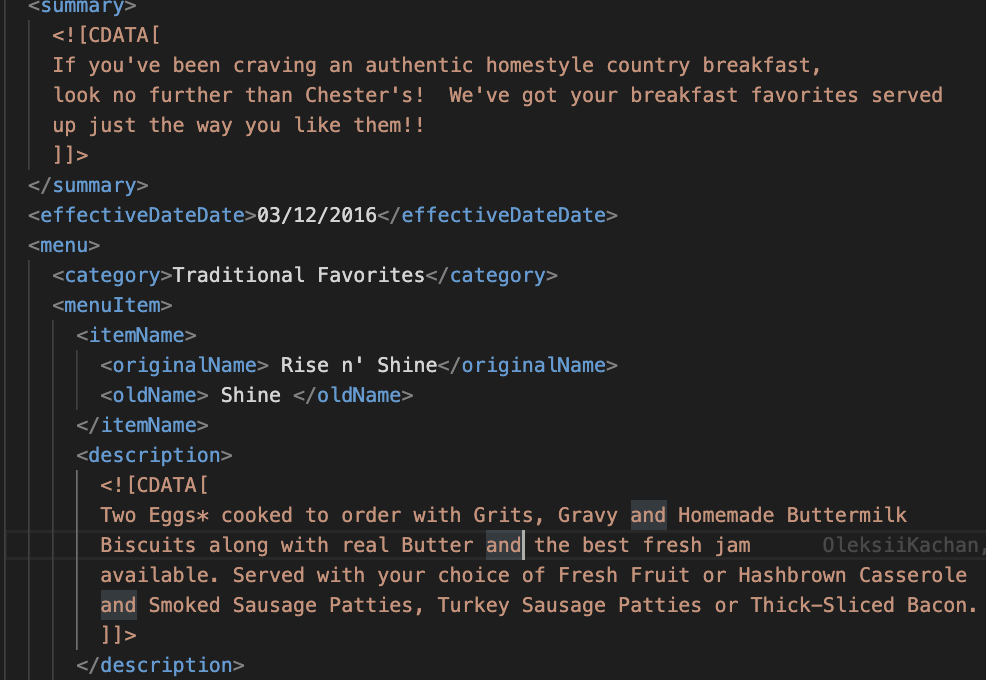 <summary>
<![CDATA[
If you've been craving an authentic homestyle country breakfast,
look no further than Chester's!  We've got your breakfast favorites served
up just the way you like them!!
]]>
</summary>
<effectiveDateDate>03/12/2016</effectiveDateDate>
<menu>
<category>Traditional Favorites</category>
<menuItem>
<itemName>
<originalName> Rise n' Shine</originalName>
<oldName> Shine </oldName>
</itemName>
<description>
<![CDATA[
Two Eggs* cooked to order with Grits, Gravy and Homemade Buttermilk
Biscuits along with real Butter and the best fresh jam OleksiiKachan,
available. Served with your choice of Fresh Fruit or Hashbrown Casserole
and Smoked Sausage Patties, Turkey Sausage Patties or Thick-Sliced Bacon.
]]>
</description>